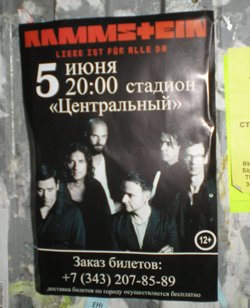 RAMMSTEIN
LIEBE IST FÜR ALLE DA
5 июня
20:00 стадион
«Центральный»
12+
Заказ билетов:
+7 (343) 207-85-89
доставка билетов по городу осуществляется бесплатно